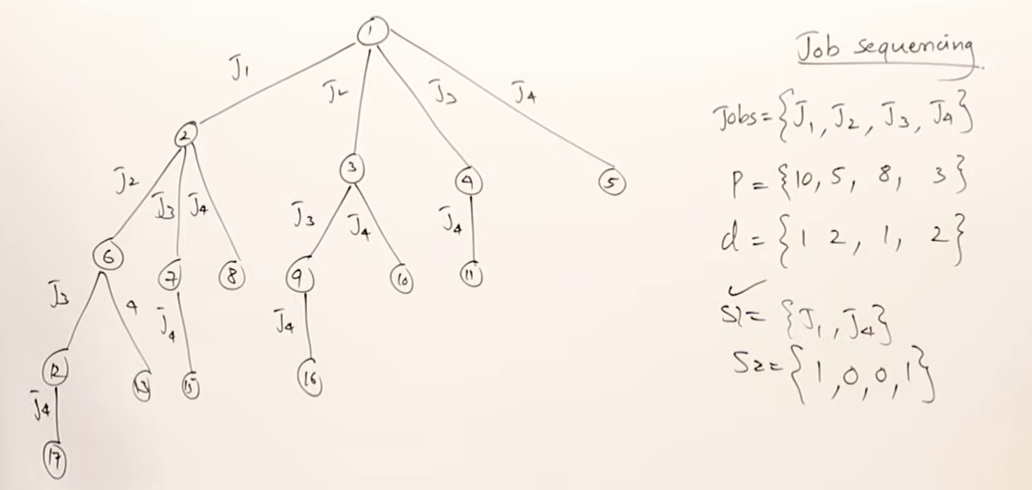 Job sequencing
Jobs = {J1, J2, J3, J4}
P = {10, 5, 8, 3}
d = {1 2, 1, 2}
✓
S1 = {J1, J4}
S2 = {1, 0, 0, 1}
1
J1 J2 J3 J4
2 3 4 5
J2 J3 J4 J3 J4 J4
6 7 8 9 10 11
J3 4 J4 J4
12 13 15 16
J4
17